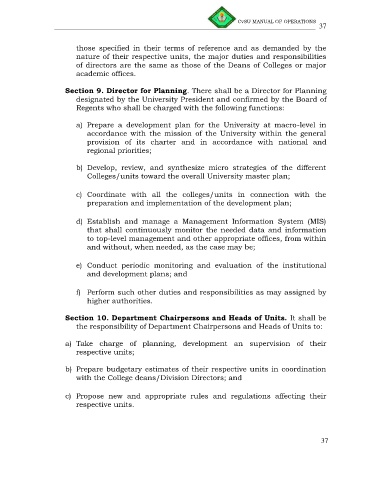 CvSU MANUAL OF OPERATIONS
37
those specified in their terms of reference and as demanded by the
nature of their respective units, the major duties and responsibilities
of directors are the same as those of the Deans of Colleges or major
academic offices.
Section 9. Director for Planning. There shall be a Director for Planning
designated by the University President and confirmed by the Board of
Regents who shall be charged with the following functions:
a) Prepare a development plan for the University at macro-level in
accordance with the mission of the University within the general
provision of its charter and in accordance with national and
regional priorities;
b) Develop, review, and synthesize micro strategies of the different
Colleges/units toward the overall University master plan;
c) Coordinate with all the colleges/units in connection with the
preparation and implementation of the development plan;
d) Establish and manage a Management Information System (MIS)
that shall continuously monitor the needed data and information
to top-level management and other appropriate offices, from within
and without, when needed, as the case may be;
e) Conduct periodic monitoring and evaluation of the institutional
and development plans; and
f) Perform such other duties and responsibilities as may assigned by
higher authorities.
Section 10. Department Chairpersons and Heads of Units. It shall be
the responsibility of Department Chairpersons and Heads of Units to:
a) Take charge of planning, development an supervision of their
respective units;
b) Prepare budgetary estimates of their respective units in coordination
with the College deans/Division Directors; and
c) Propose new and appropriate rules and regulations affecting their
respective units.
37